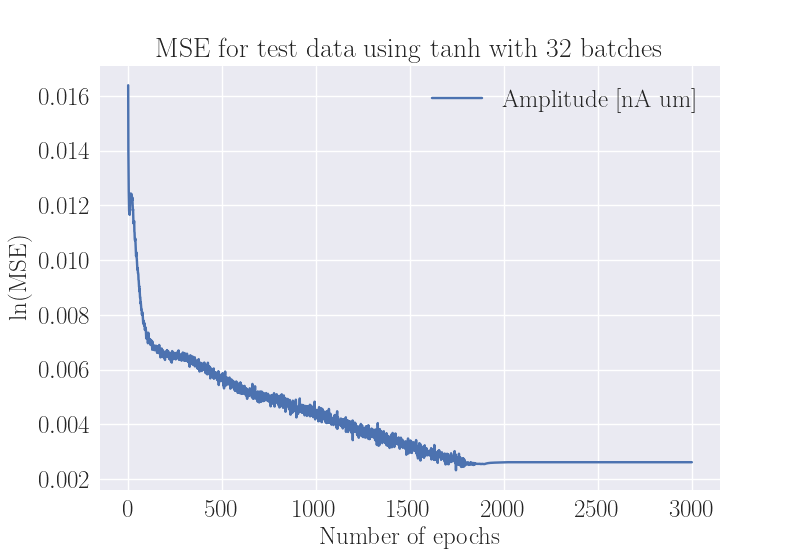 MSE for test data using tanh with 32 batches
Amplitude [nA um]
0.016
0.014
0.012
0.010
0.008
0.006
0.004
0.002
ln(MSE)
0 500 1000 1500 2000 2500 3000
Number of epochs